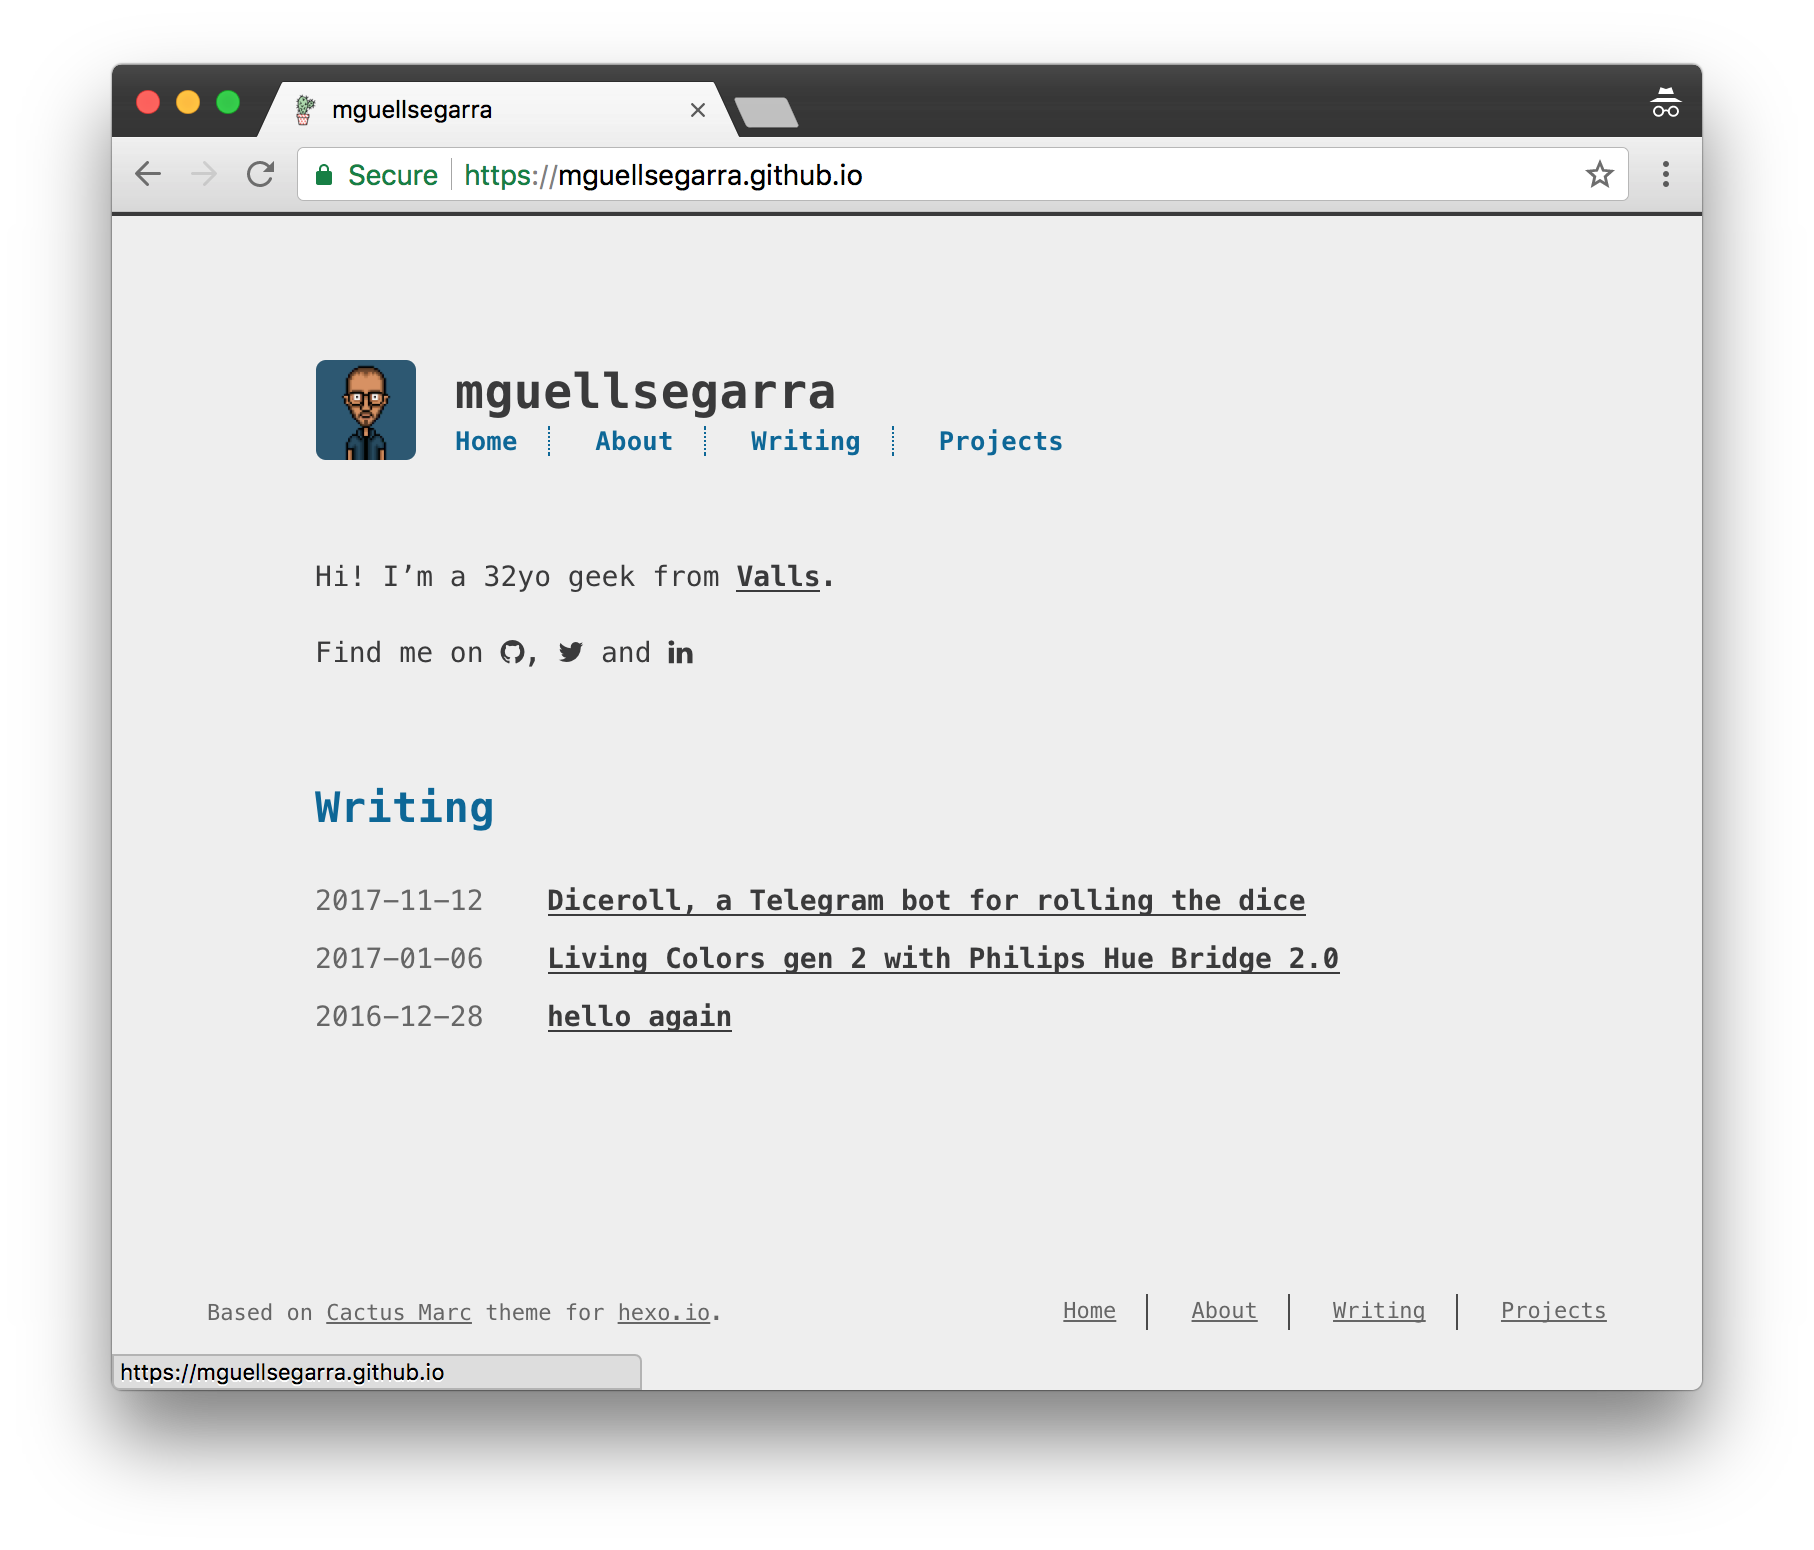 mguellsegarra
Secure https://mguellsegarra.github.io
mguellsegarra
Home About Writing Projects
Hi! I’m a 32yo geek from Valls.
Find me on , and in
Writing
2017-11-12 Diceroll, a Telegram bot for rolling the dice
2017-01-06 Living Colors gen 2 with Philips Hue Bridge 2.0
2016-12-28 hello again
Based on Cactus Marc theme for hexo.io. Home About Writing Projects
https://mguellsegarra.github.io